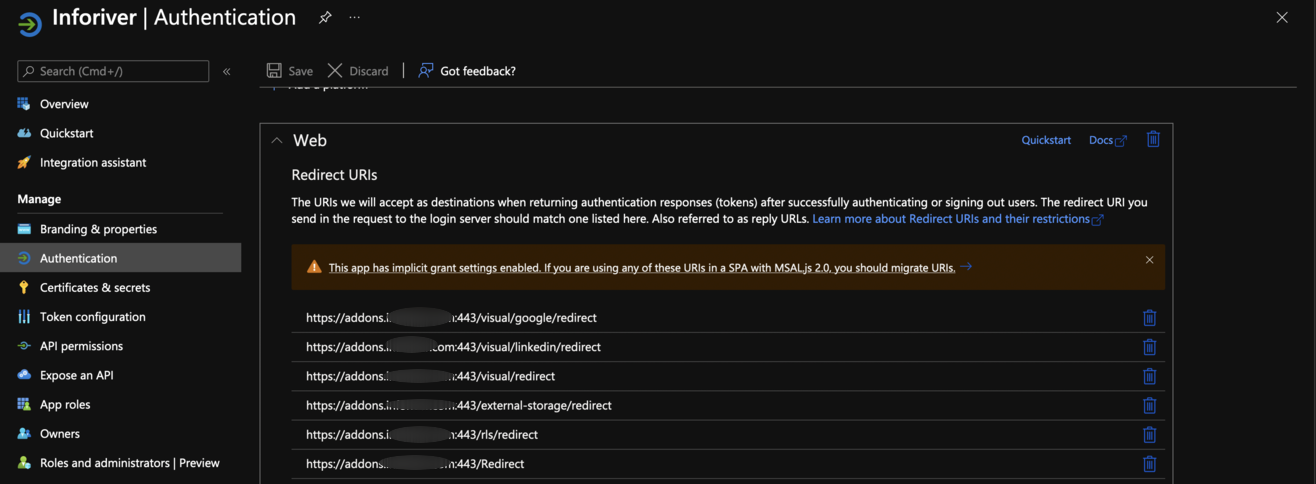 Inforiver | Authentication
Search (Cmd+/)
Save
Discard
Got feedback?
Overview
Quickstart
Integration assistant
Manage
Branding & properties
Authentication
Certificates & secrets
Token configuration
API permissions
Expose an API
App roles
Owners
Roles and administrators | Preview
Add a platform
Web
Quickstart
Docs
Redirect URIs
The URIs we will accept as destinations when returning authentication responses (tokens) after successfully authenticating or signing out users. The redirect URI you
send in the request to the login server should match one listed here. Also referred to as reply URLs. Learn more about Redirect URIs and their restrictions
This app has implicit grant settings enabled. If you are using any of these URIs in a SPA with MSAL.js 2.0, you should migrate URIs.
https://addons. :443/visual/google/redirect
https://addons. .com:443/visual/linkedin/redirect
https://addons. :443/visual/redirect
https://addons. :443/external-storage/redirect
https://addons. :443/rls/redirect
https://addons. :443/Redirect